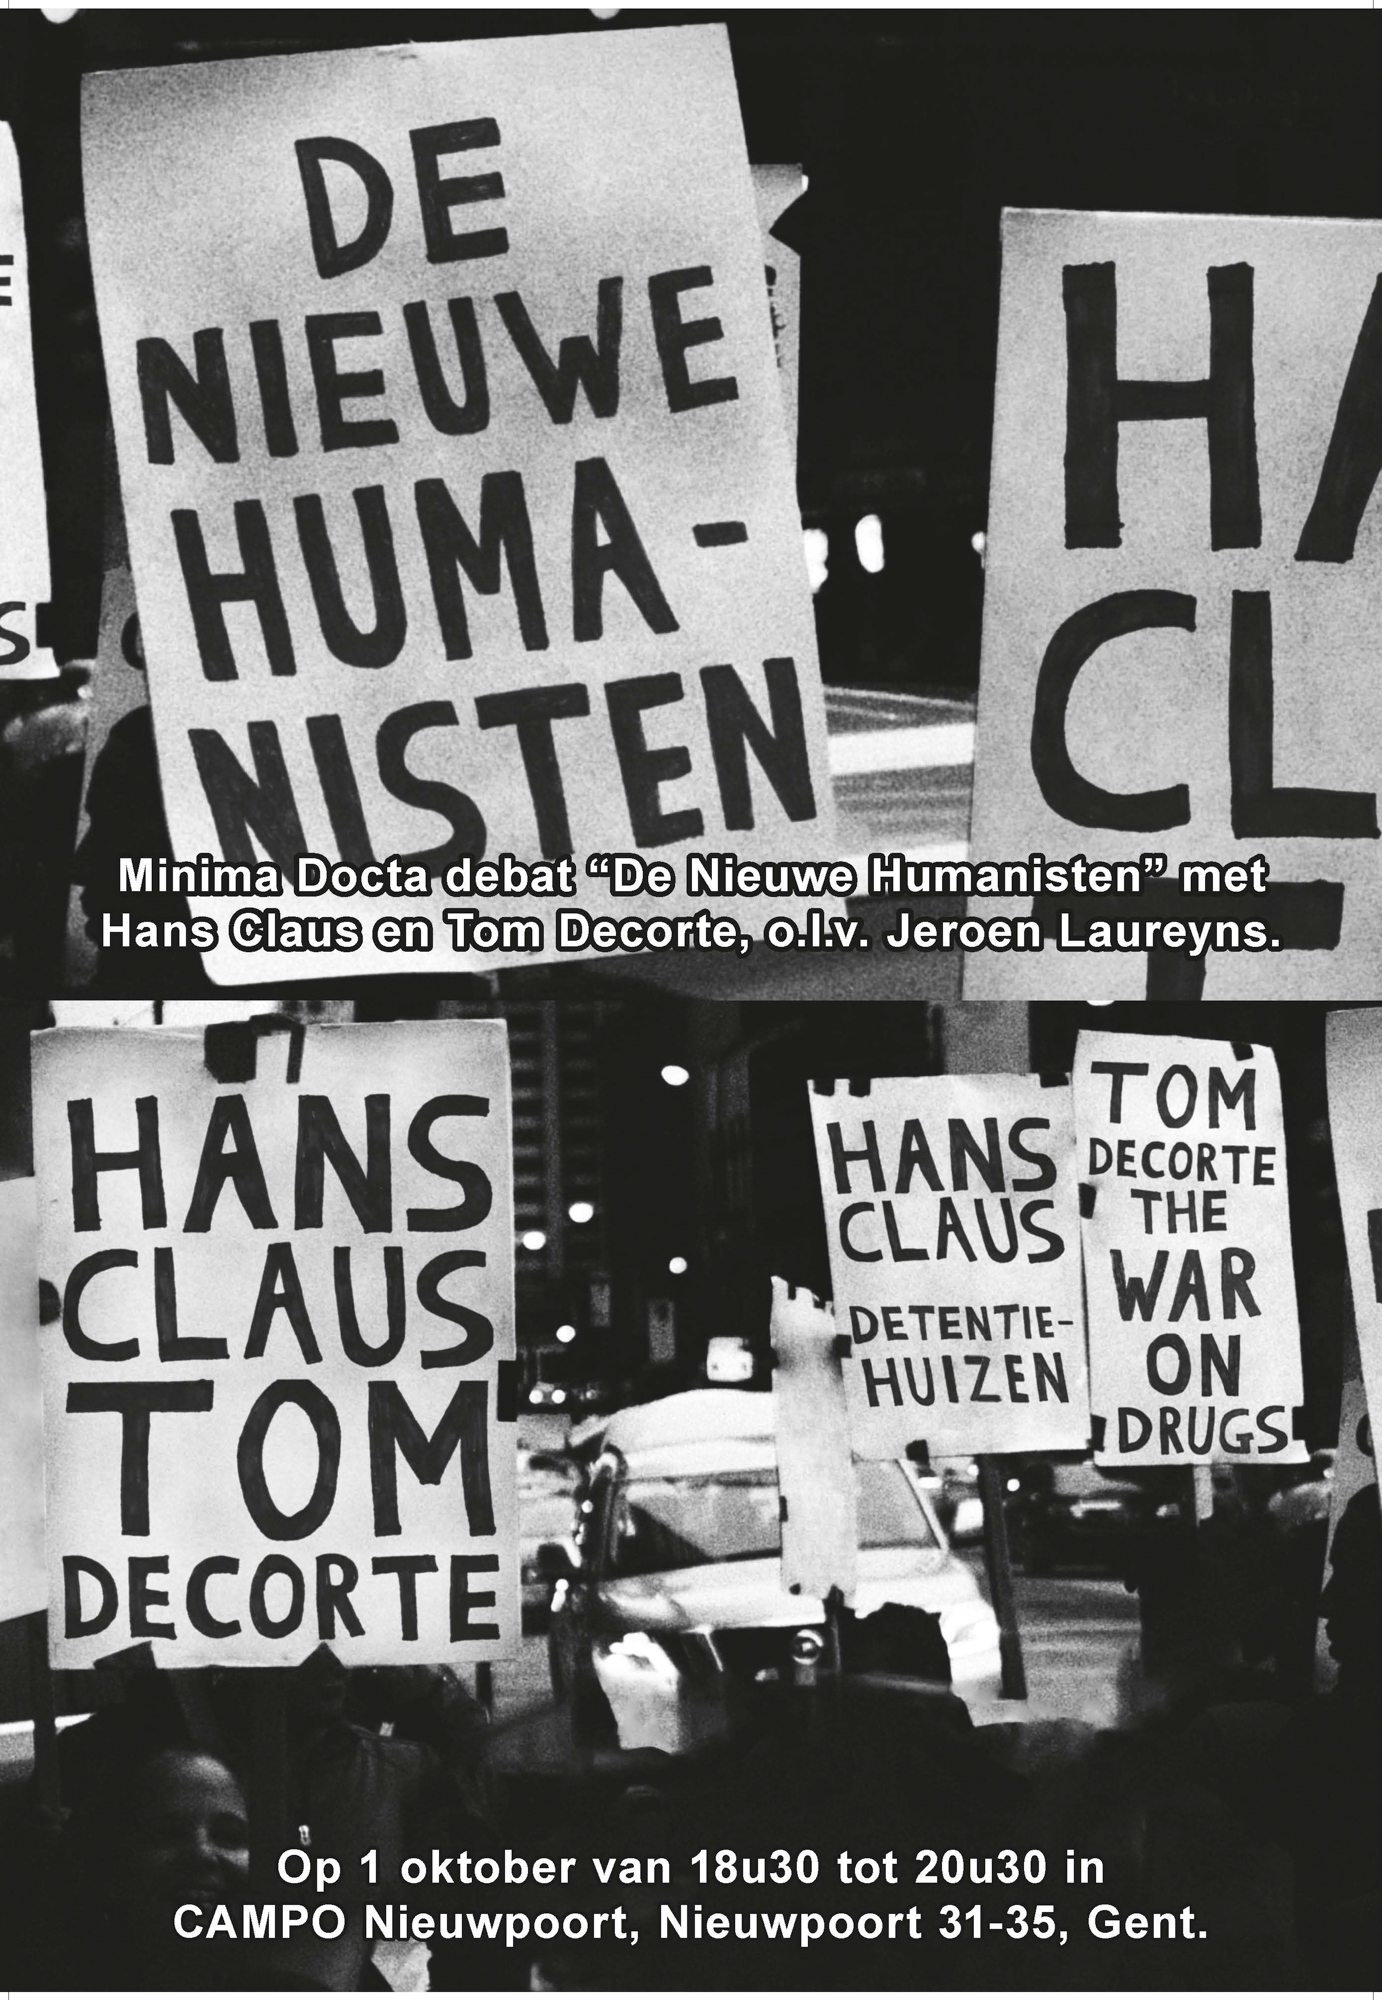 DE
NIEUWE
HUMA-
NISTEN
Minima Docta debat “De Nieuwe Humanisten” met
Hans Claus en Tom Decorte, o.l.v. Jeroen Laureyns.
HANS
CLAUS
TOM
DECORTE
HANS
CLAUS
DETENTIE-
HUIZEN
TOM
DECORTE
THE
WAR
ON
DRUGS
Op 1 oktober van 18u30 tot 20u30 in
CAMPO Nieuwpoort, Nieuwpoort 31-35, Gent.